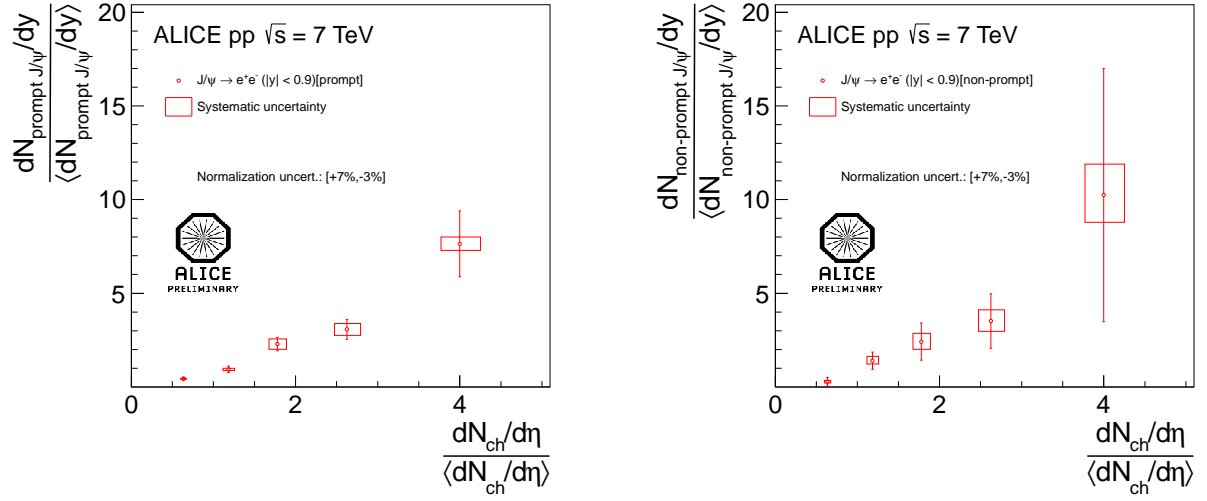 dN_prompt J/ψ/dy
⟨dN_prompt J/ψ/dy⟩
20
15
10
5
ALICE pp √s = 7 TeV
J/ψ → e⁺e⁻ (|y| < 0.9)[prompt]
Systematic uncertainty
Normalization uncert.: [+7%,-3%]
ALICE
PRELIMINARY
0
2
4
dN_ch/dη
⟨dN_ch/dη⟩
dN_non-prompt J/ψ/dy
⟨dN_non-prompt J/ψ/dy⟩
20
15
10
5
ALICE pp √s = 7 TeV
J/ψ → e⁺e⁻ (|y| < 0.9)[non-prompt]
Systematic uncertainty
Normalization uncert.: [+7%,-3%]
ALICE
PRELIMINARY
0
2
4
dN_ch/dη
⟨dN_ch/dη⟩